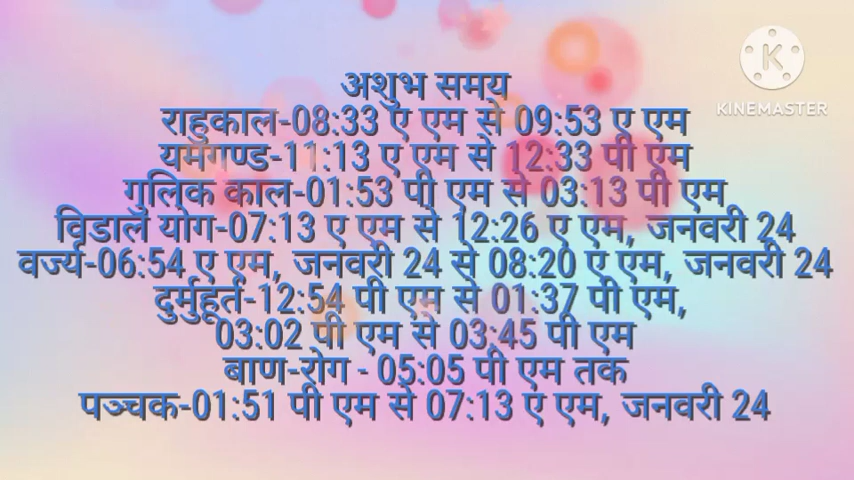 अशुभ समय
राहुकाल-08:33 ए एम से 09:53 ए एम
यमगण्ड-11:13 ए एम से 12:33 पी एम
गुलिक काल-01:53 पी एम से 03:13 पी एम
विडाल योग-07:13 ए एम से 12:26 ए एम, जनवरी 24
वर्ज्य-06:54 ए एम, जनवरी 24 से 08:20 ए एम, जनवरी 24
दुर्मुहूर्त-12:54 पी एम से 01:37 पी एम,
03:02 पी एम से 03:45 पी एम
बाण-रोग - 05:05 पी एम तक
पञ्चक-01:51 पी एम से 07:13 ए एम, जनवरी 24
K
KINEMASTER